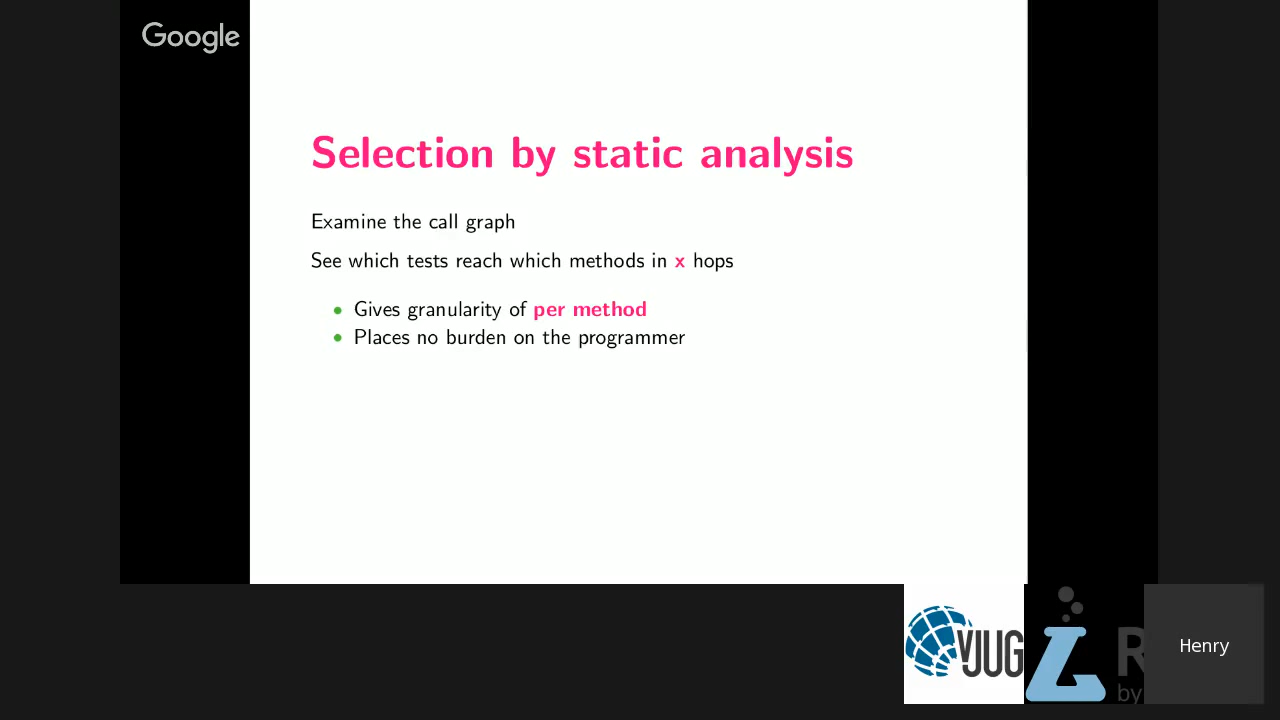 Google
Selection by static analysis
Examine the call graph
See which tests reach which methods in x hops
Gives granularity of per method
Places no burden on the programmer
vJUG
R
by
Henry